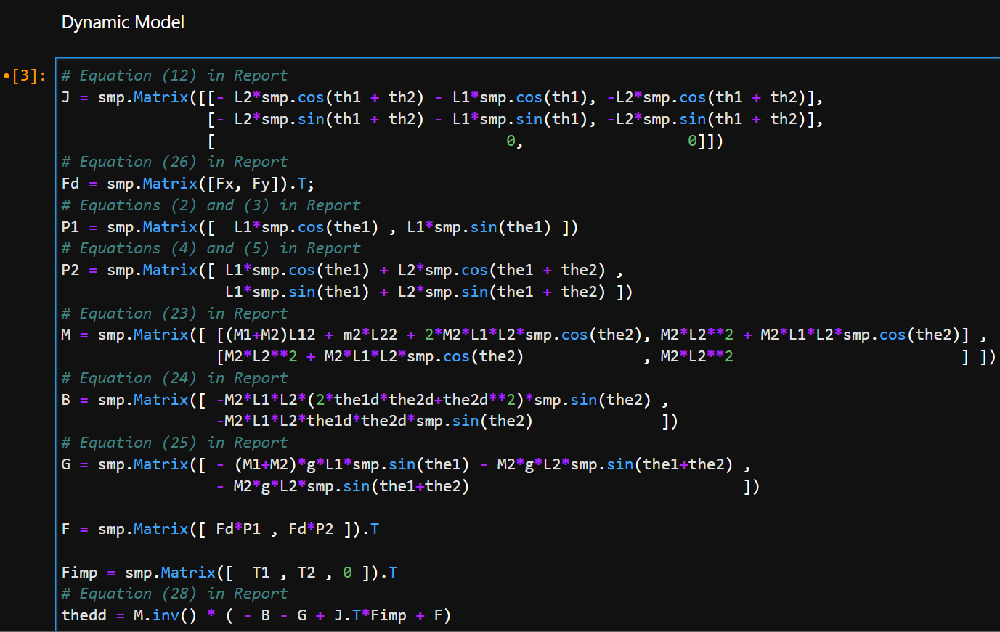 Dynamic Model
•[3]:
# Equation (12) in Report
J = smp.Matrix([[- L2*smp.cos(th1 + th2) - L1*smp.cos(th1), -L2*smp.cos(th1 + th2)],
[- L2*smp.sin(th1 + th2) - L1*smp.sin(th1), -L2*smp.sin(th1 + th2)],
[ 0, 0]])
# Equation (26) in Report
Fd = smp.Matrix([Fx, Fy]).T;
# Equations (2) and (3) in Report
P1 = smp.Matrix([ L1*smp.cos(the1) , L1*smp.sin(the1) ])
# Equations (4) and (5) in Report
P2 = smp.Matrix([ L1*smp.cos(the1) + L2*smp.cos(the1 + the2) ,
L1*smp.sin(the1) + L2*smp.sin(the1 + the2) ])
# Equation (23) in Report
M = smp.Matrix([ [(M1+M2)L12 + m2*L22 + 2*M2*L1*L2*smp.cos(the2), M2*L2**2 + M2*L1*L2*smp.cos(the2)] ,
[M2*L2**2 + M2*L1*L2*smp.cos(the2) , M2*L2**2 ] ])
# Equation (24) in Report
B = smp.Matrix([ -M2*L1*L2*(2*the1d*the2d+the2d**2)*smp.sin(the2) ,
-M2*L1*L2*the1d*the2d*smp.sin(the2) ])
# Equation (25) in Report
G = smp.Matrix([ - (M1+M2)*g*L1*smp.sin(the1) - M2*g*L2*smp.sin(the1+the2) ,
- M2*g*L2*smp.sin(the1+the2) ])
F = smp.Matrix([ Fd*P1 , Fd*P2 ]).T
Fimp = smp.Matrix([ T1 , T2 , 0 ]).T
# Equation (28) in Report
thedd = M.inv() * ( - B - G + J.T*Fimp + F)